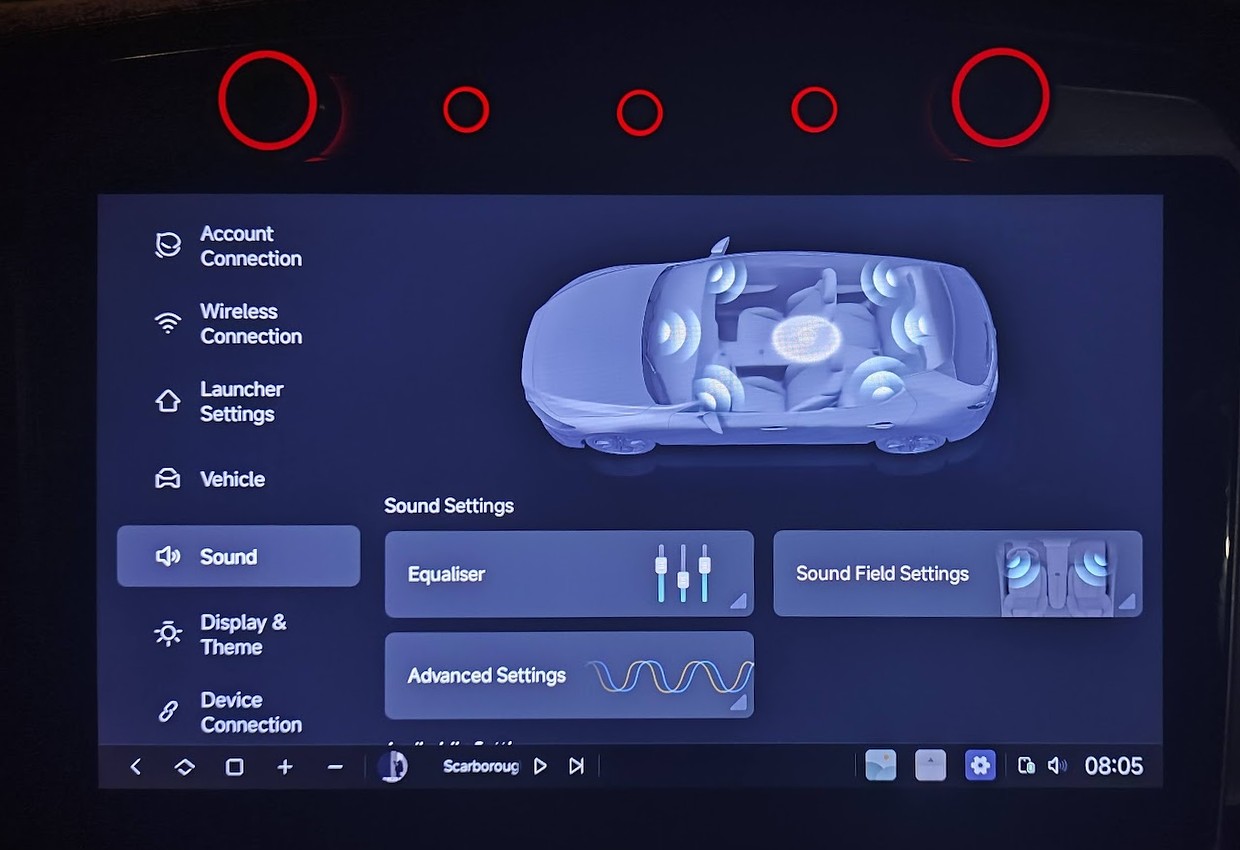 Account
Connection
Wireless
Connection
Launcher
Settings
Vehicle
Sound
Display &
Theme
Device
Connection
Sound Settings
Equaliser
Sound Field Settings
Advanced Settings
Scarboroug
08:05